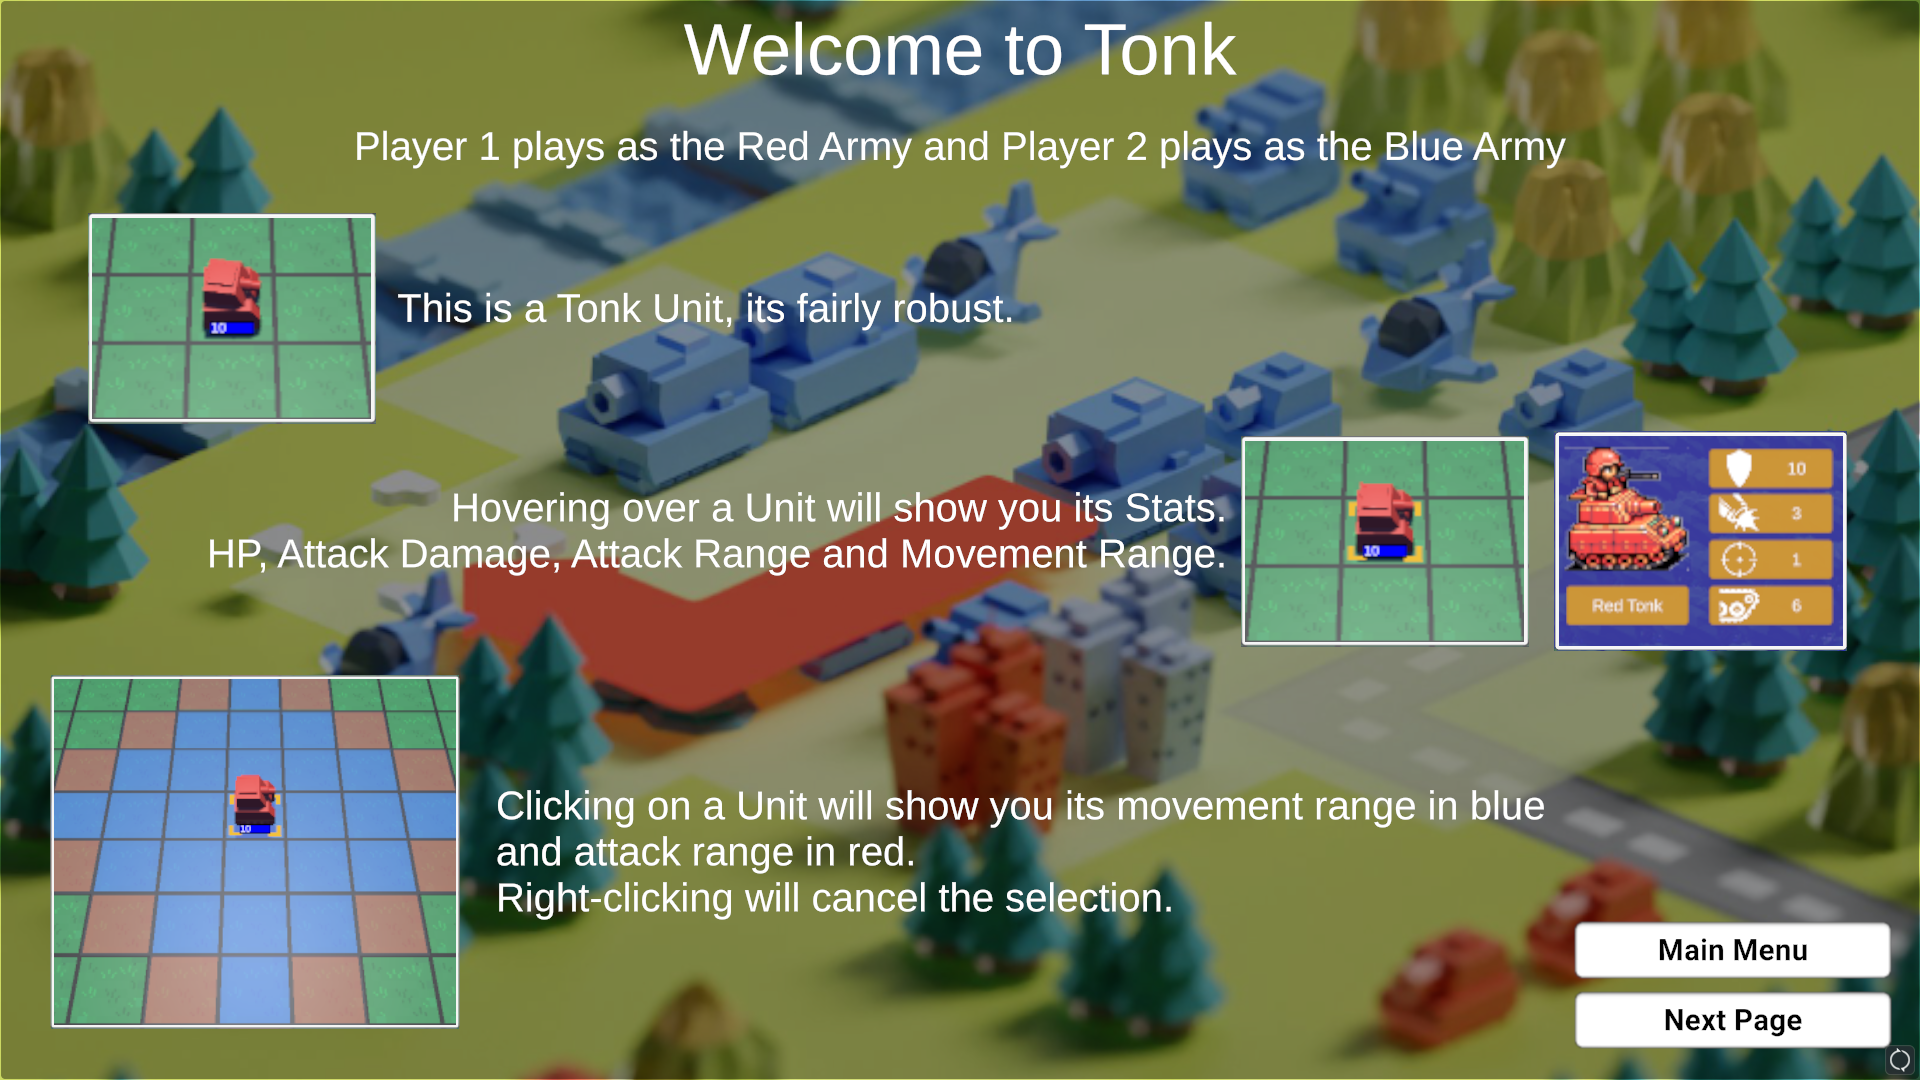 Welcome to Tonk
Player 1 plays as the Red Army and Player 2 plays as the Blue Army
10
This is a Tonk Unit, its fairly robust.
Hovering over a Unit will show you its Stats.
HP, Attack Damage, Attack Range and Movement Range.
10
10
3
1
6
Red Tonk
10
Clicking on a Unit will show you its movement range in blue
and attack range in red.
Right-clicking will cancel the selection.
Main Menu
Next Page